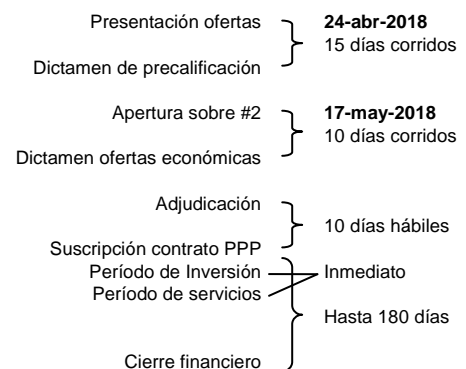 Presentación ofertas
24-abr-2018
15 días corridos
Dictamen de precalificación
Apertura sobre #2
17-may-2018
10 días corridos
Dictamen ofertas económicas
Adjudicación
10 días hábiles
Suscripción contrato PPP
Período de Inversión
Inmediato
Período de servicios
Hasta 180 días
Cierre financiero